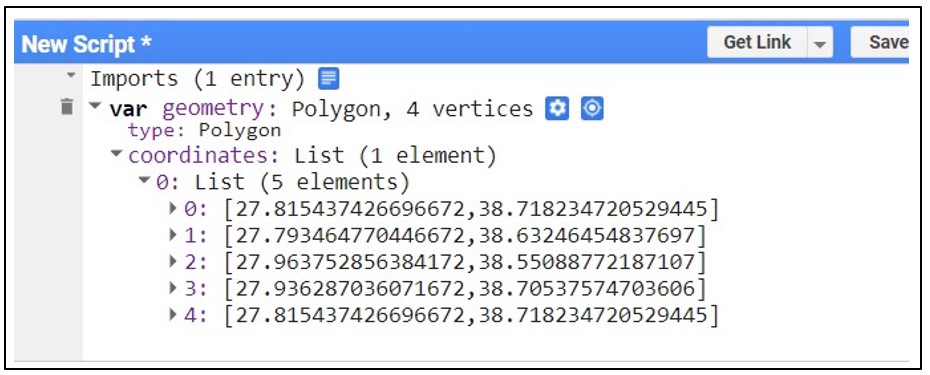 New Script *
Get Link
Save
Imports (1 entry)
var geometry: Polygon, 4 vertices
type: Polygon
coordinates: List (1 element)
0: List (5 elements)
0: [27.815437426696672,38.718234720529445]
1: [27.793464770446672,38.63246454837697]
2: [27.963752856384172,38.55088772187107]
3: [27.936287036071672,38.70537574703606]
4: [27.815437426696672,38.718234720529445]